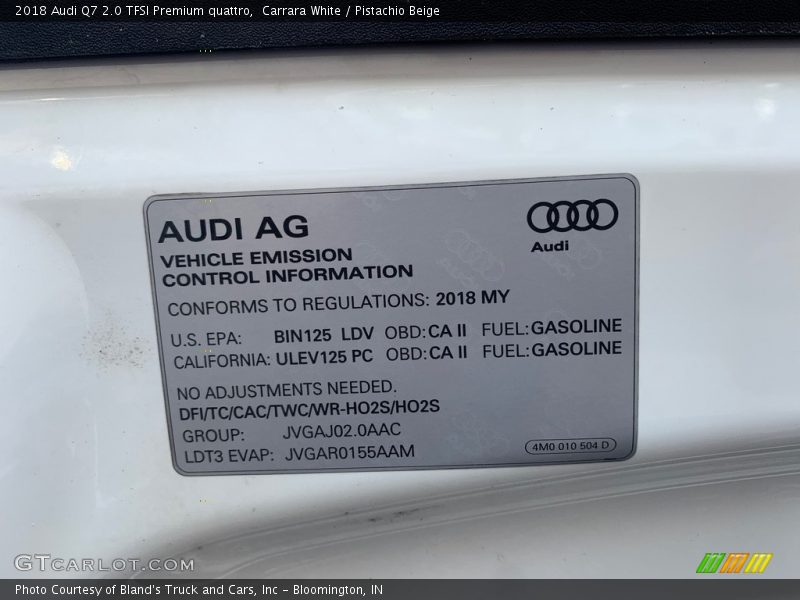 2018 Audi Q7 2.0 TFSI Premium quattro,  Carrara White / Pistachio Beige
AUDI AG
Audi
VEHICLE EMISSION
CONTROL INFORMATION
CONFORMS TO REGULATIONS: 2018 MY
U.S. EPA: BIN125 LDV OBD: CA II FUEL: GASOLINE
CALIFORNIA: ULEV125 PC OBD: CA II FUEL: GASOLINE
NO ADJUSTMENTS NEEDED.
DFI/TC/CAC/TWC/WR-HO2S/HO2S
GROUP: JVGAJ02.0AAC
LDT3 EVAP: JVGAR0155AAM
4M0 010 504 D
GTCARLOT.COM
Photo Courtesy of Bland's Truck and Cars, Inc - Bloomington, IN